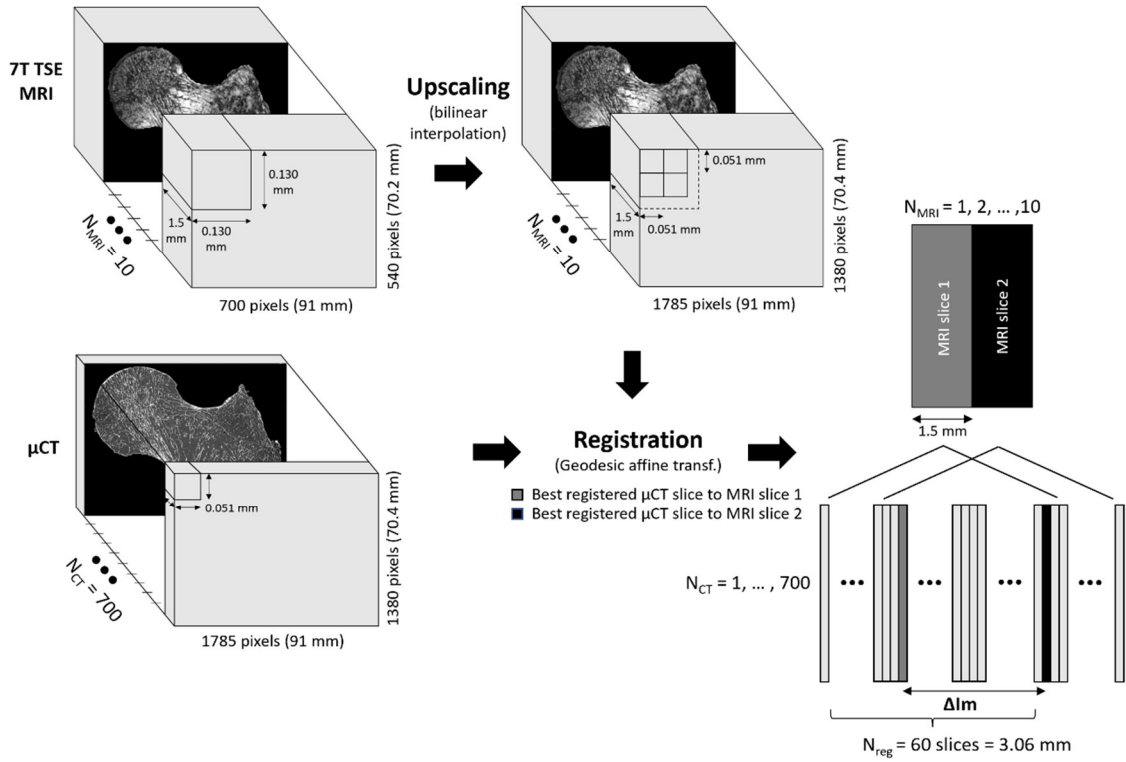 7T TSE
MRI
0.130
mm
1.5
mm
0.130
mm
N_MRI = 10
700 pixels (91 mm)
540 pixels (70.2 mm)
Upscaling
(bilinear
interpolation)
0.051 mm
1.5
mm
0.051 mm
N_MRI = 10
1785 pixels (91 mm)
1380 pixels (70.4 mm)
µCT
0.051 mm
N_CT = 700
1785 pixels (91 mm)
1380 pixels (70.4 mm)
Registration
(Geodesic affine transf.)
Best registered µCT slice to MRI slice 1
Best registered µCT slice to MRI slice 2
N_MRI = 1, 2, ... ,10
MRI slice 1
MRI slice 2
1.5 mm
N_CT = 1, ... , 700
ΔIm
N_reg = 60 slices = 3.06 mm